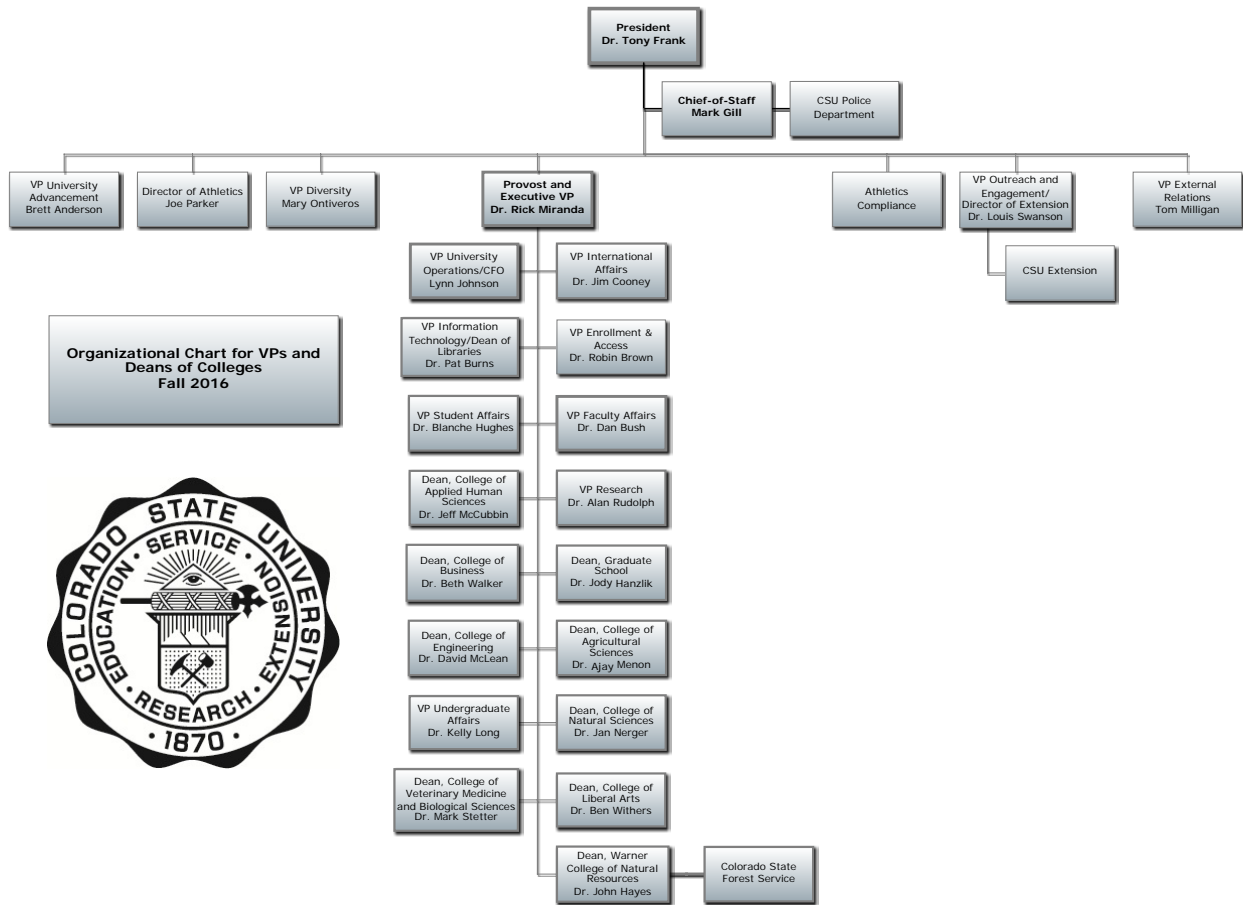 President
Dr. Tony Frank
Chief-of-Staff
Mark Gill
CSU Police
Department
VP University
Advancement
Brett Anderson
Director of Athletics
Joe Parker
VP Diversity
Mary Ontiveros
Provost and
Executive VP
Dr. Rick Miranda
Athletics
Compliance
VP Outreach and
Engagement/
Director of Extension
Dr. Louis Swanson
VP External
Relations
Tom Milligan
CSU Extension
VP University
Operations/CFO
Lynn Johnson
VP International
Affairs
Dr. Jim Cooney
Organizational Chart for VPs and
Deans of Colleges
Fall 2016
VP Information
Technology/Dean of
Libraries
Dr. Pat Burns
VP Enrollment &
Access
Dr. Robin Brown
VP Student Affairs
Dr. Blanche Hughes
VP Faculty Affairs
Dr. Dan Bush
Dean, College of
Applied Human
Sciences
Dr. Jeff McCubbin
VP Research
Dr. Alan Rudolph
Dean, College of
Business
Dr. Beth Walker
Dean, Graduate
School
Dr. Jody Hanzlik
Dean, College of
Engineering
Dr. David McLean
Dean, College of
Agricultural
Sciences
Dr. Ajay Menon
VP Undergraduate
Affairs
Dr. Kelly Long
Dean, College of
Natural Sciences
Dr. Jan Nerger
Dean, College of
Veterinary Medicine
and Biological Sciences
Dr. Mark Stetter
Dean, College of
Liberal Arts
Dr. Ben Withers
Dean, Warner
College of Natural
Resources
Dr. John Hayes
Colorado State
Forest Service
COLORADO STATE UNIVERSITY
EDUCATION · SERVICE · EXTENSION
· RESEARCH ·
· 1870 ·